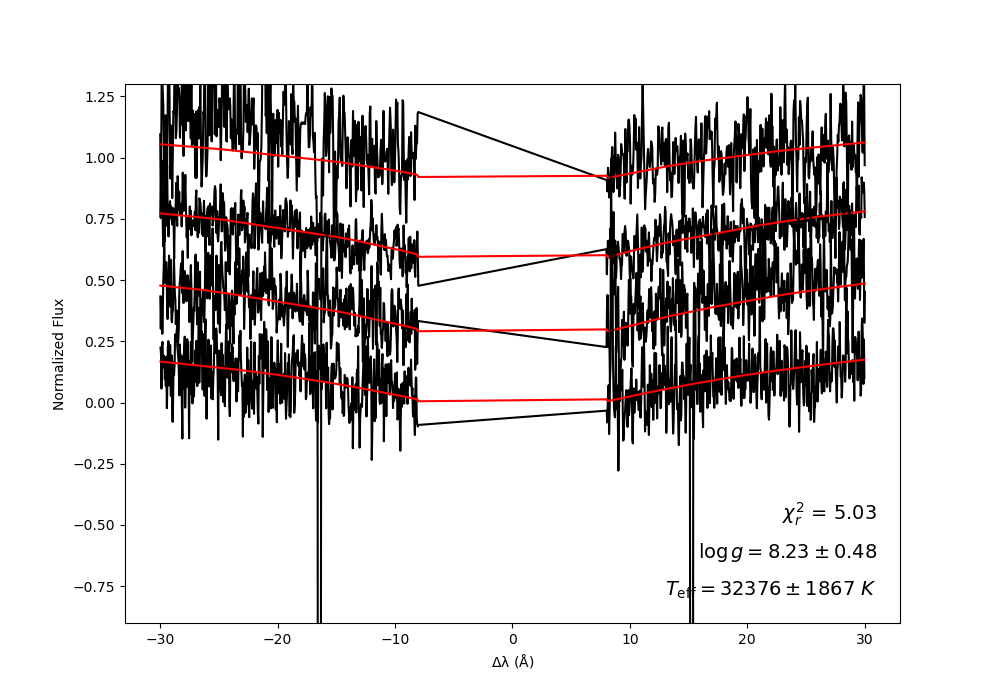 1.25
1.00
0.75
0.50
0.25
0.00
−0.25
−0.50
−0.75
Normalized Flux
χ²ᵣ = 5.03
log g = 8.23 ± 0.48
T_eff = 32376 ± 1867 K
−30 −20 −10 0 10 20 30
Δλ (Å)